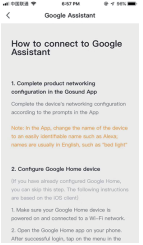 中国联通
8:57 PM
56%
Google Assistant
How to connect to Google
Assistant
1. Complete product networking
configuration in the Gosund App
Complete the device's networking configuration
according to the prompts in the App
Note: in the App, change the name of the device
to an easily identifiable name such as Alexa,
names are usually in English, such as "bed light"
2. Configure Google Home device
(If you have already configured Google Home,
you can skip this step. The following instructions
are based on the iOS client)
1. Make sure your Google Home device is
powered on and connected to a Wi-Fi network.
2. Open the Google Home app on your phone.
After successful login, tap on the menu in the